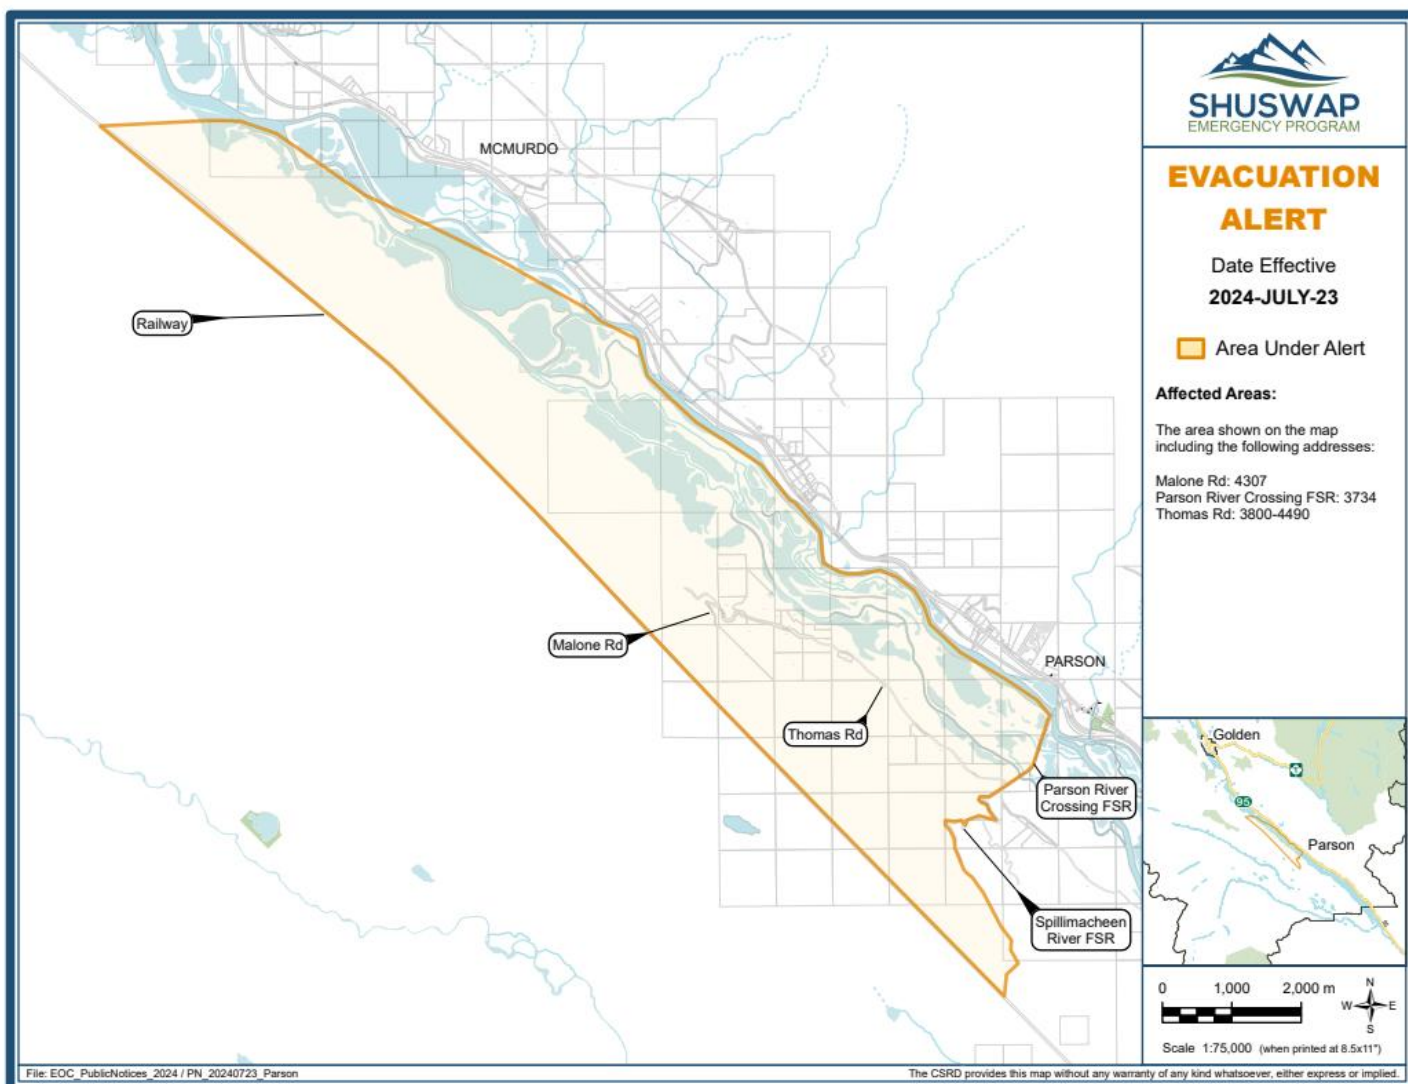 MCMURDO
Railway
Malone Rd
Thomas Rd
PARSON
Parson River
Crossing FSR
Spillimacheen
River FSR
SHUSWAP
EMERGENCY PROGRAM
EVACUATION
ALERT
Date Effective
2024-JULY-23
Area Under Alert
Affected Areas:
The area shown on the map
including the following addresses:
Malone Rd: 4307
Parson River Crossing FSR: 3734
Thomas Rd: 3800-4490
Golden
1
95
Parson
0 1,000 2,000 m
N
W E
S
Scale 1:75,000 (when printed at 8.5x11")
File: EOC_PublicNotices_2024 / PN_20240723_Parson
The CSRD provides this map without any warranty of any kind whatsoever, either express or implied.